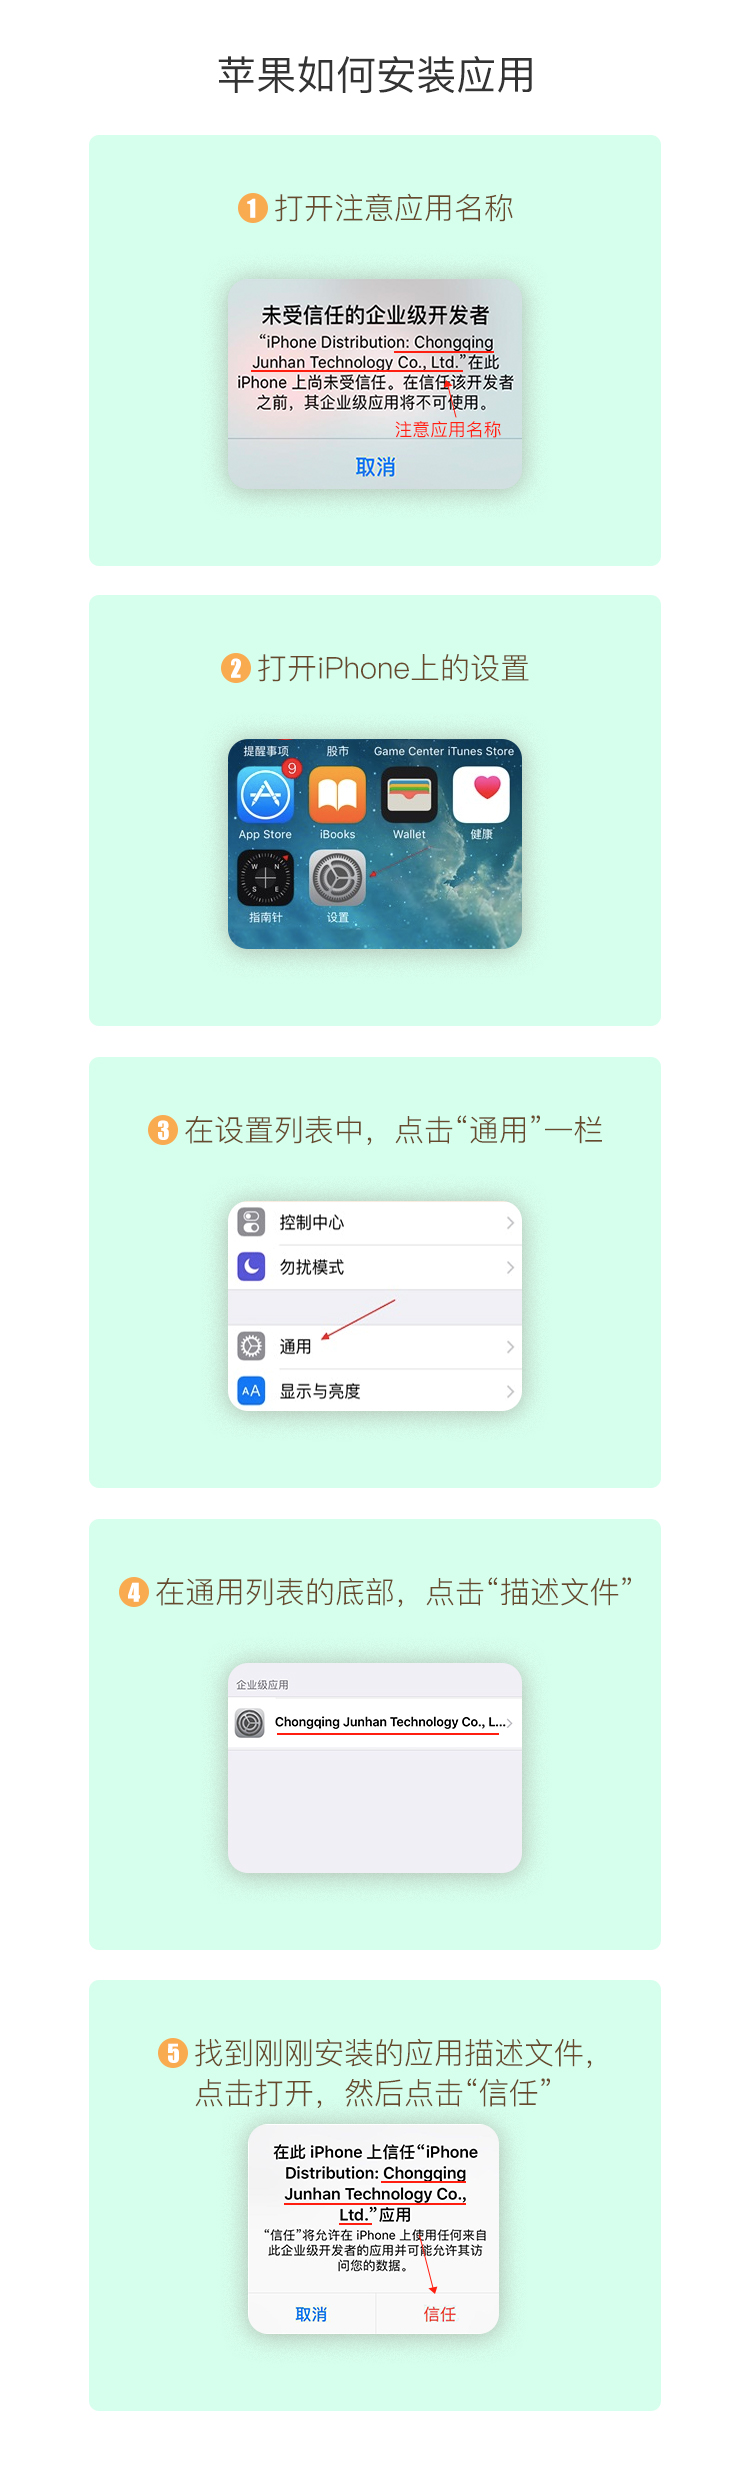 苹果如何安装应用
1 打开注意应用名称
未受信任的企业级开发者
“iPhone Distribution: Chongqing
Junhan Technology Co., Ltd.”在此
iPhone 上尚未受信任。在信任该开发者
之前，其企业级应用将不可使用。
注意应用名称
取消
2 打开iPhone上的设置
提醒事项 股市 Game Center iTunes Store
9
App Store iBooks Wallet 健康
W N
S E
指南针 设置
3 在设置列表中，点击“通用”一栏
控制中心
勿扰模式
通用
AA 显示与亮度
4 在通用列表的底部，点击“描述文件”
企业级应用
Chongqing Junhan Technology Co., L...
5 找到刚刚安装的应用描述文件，
点击打开，然后点击“信任”
在此 iPhone 上信任“iPhone
Distribution: Chongqing
Junhan Technology Co.,
Ltd.”应用
“信任”将允许在 iPhone 上使用任何来自
此企业级开发者的应用并可能允许其访
问您的数据。
取消 信任